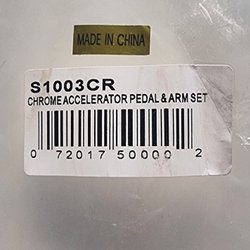 MADE IN CHINA
S1003CR
CHROME ACCELERATOR PEDAL & ARM SET
0 72017 50000 2